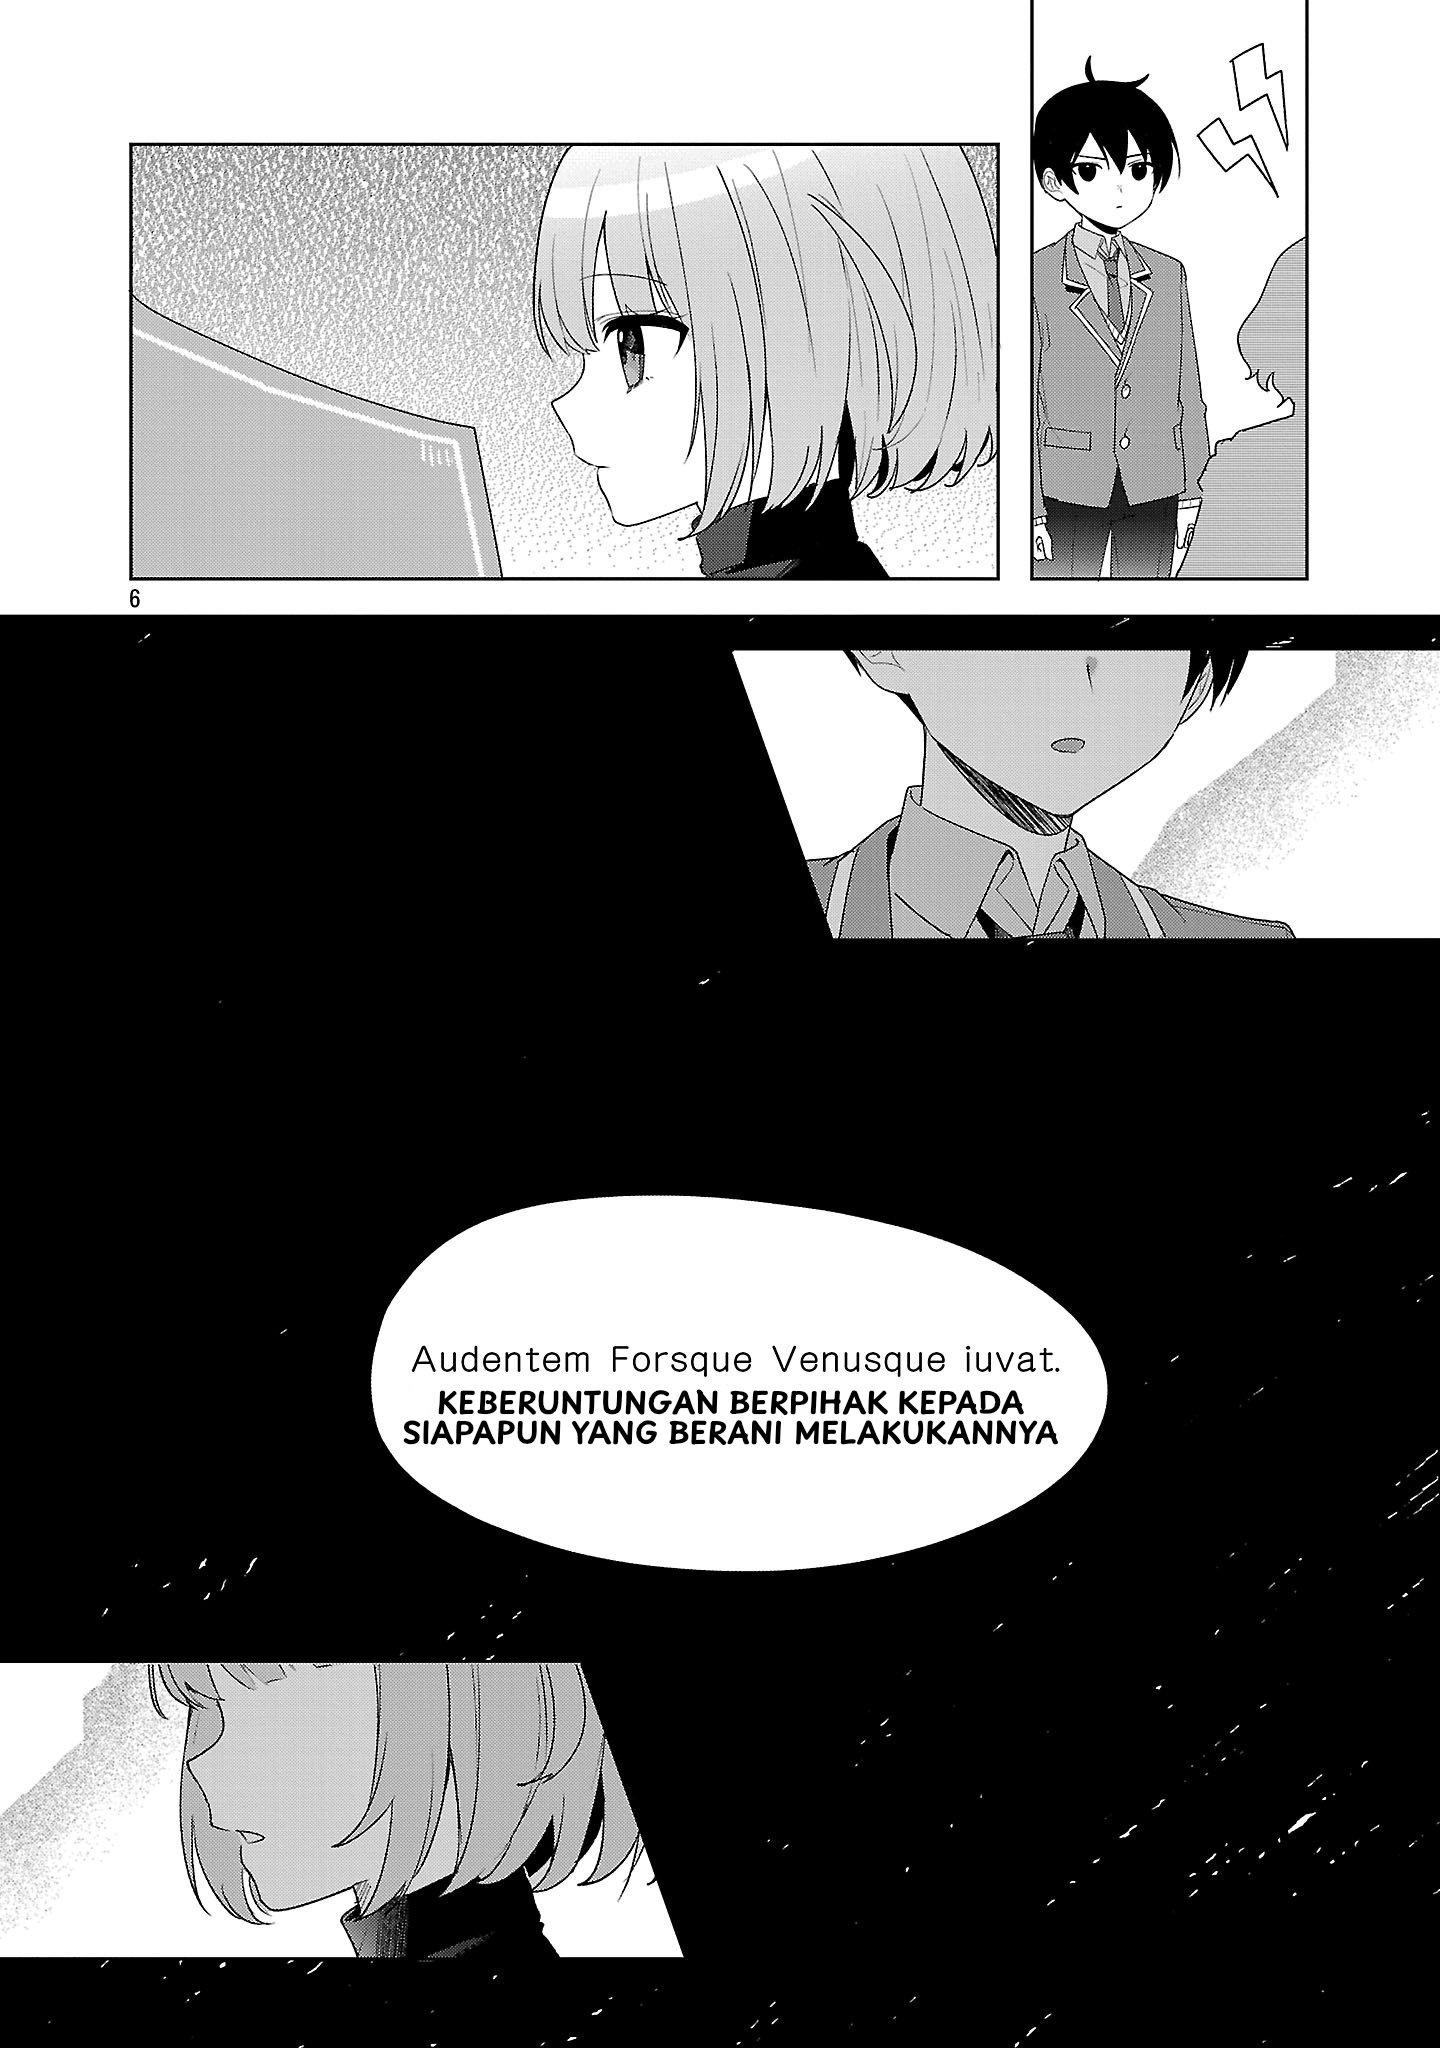 6
Audentem Forsque Venusque iuvat.
KEBERUNTUNGAN BERPIHAK KEPADA
SIAPAPUN YANG BERANI MELAKUKANNYA